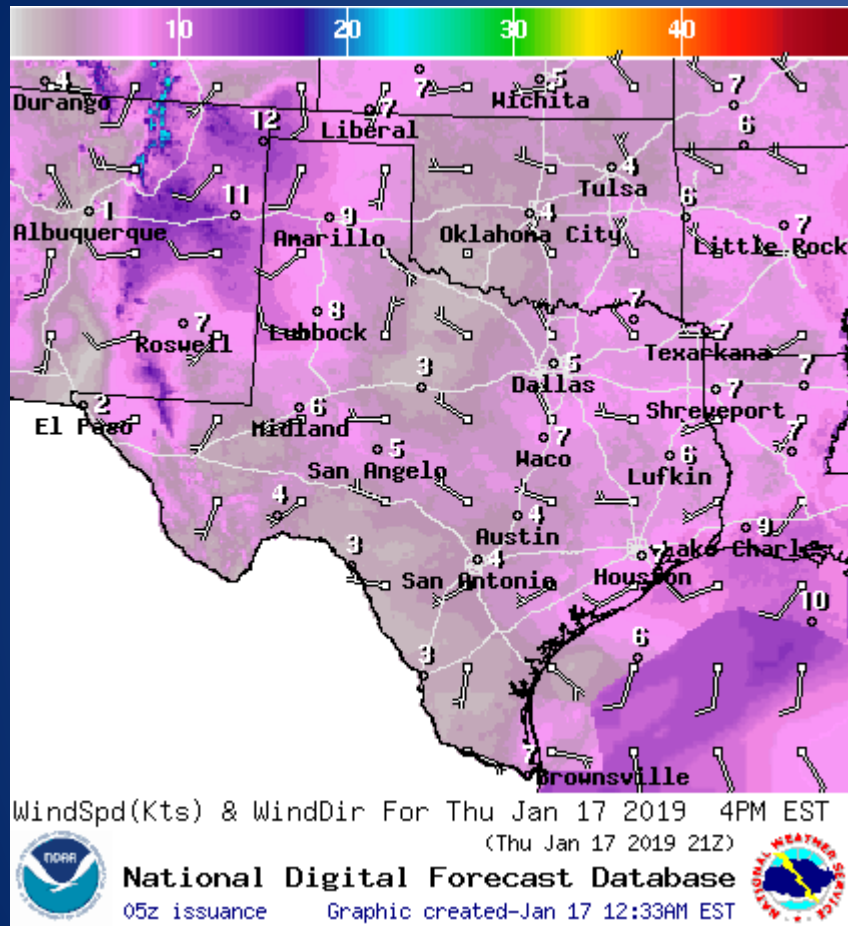 10 20 30 40
4 7 5 7
Durango Wichita
12 7 6
Liberal
4
Tulsa
1 11 9 4 6 7
Albuquerque Amarillo Oklahoma City Little Rock
7 8 7 7
Roswell Lubbock Texarkana
3 5 7
Dallas
2 6 Shreveport
El Paso Midland
5 7 6 7
San Angelo Waco Lufkin
4 4 9
Austin Lake Charles
3 4 7
San Antonio Houston
10
3 6
7
Brownsville
WindSpd(Kts) & WindDir For Thu Jan 17 2019 4PM EST
(Thu Jan 17 2019 21Z)
NOAA
National Digital Forecast Database
05z issuance Graphic created-Jan 17 12:33AM EST
NATIONAL WEATHER SERVICE